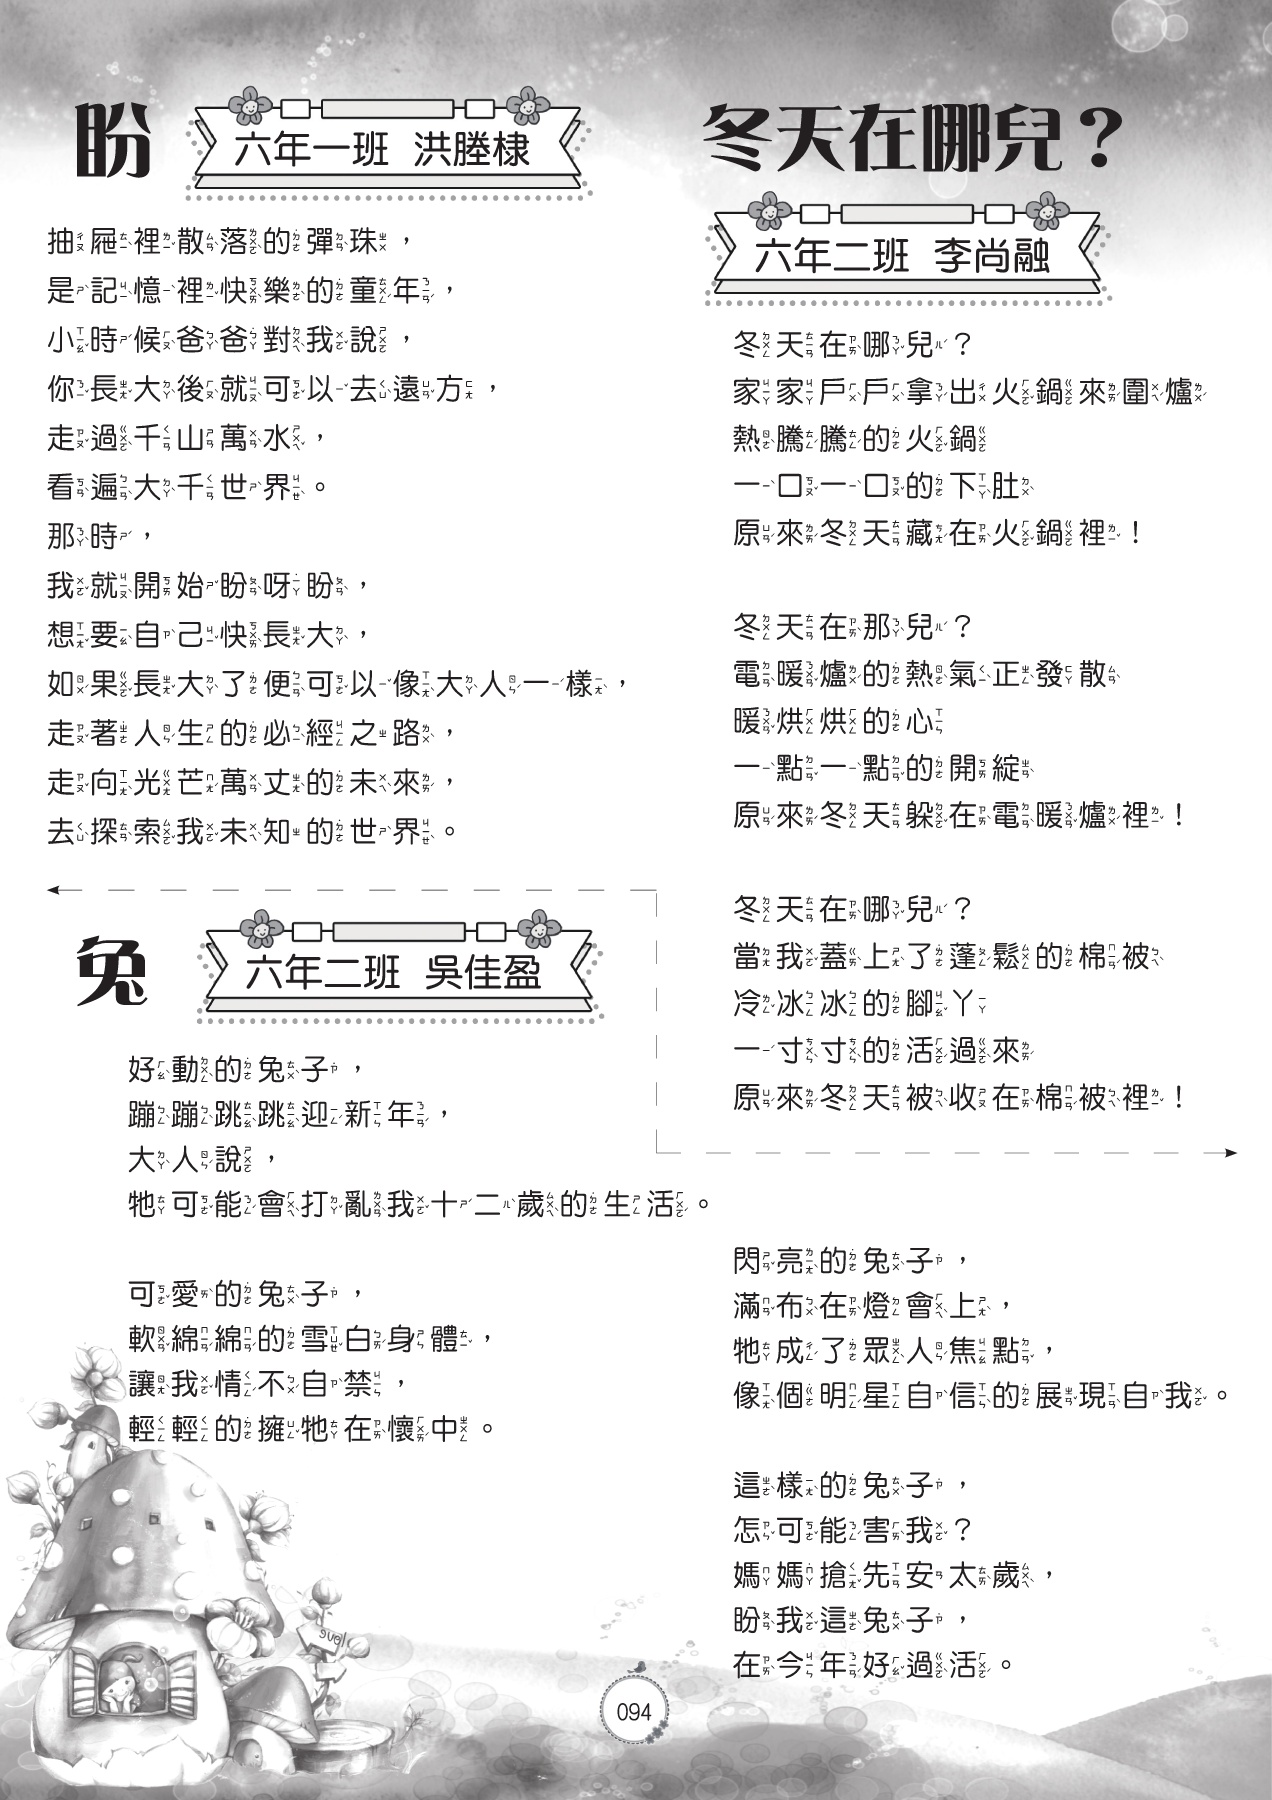 盼
六年一班 洪塍棣
抽屜裡散落的彈珠，
是記憶裡快樂的童年，
小時候爸爸對我說，
你長大後就可以去遠方，
走過千山萬水，
看遍大千世界。
那時，
我就開始盼呀盼，
想要自己快長大，
如果長大了便可以像大人一樣，
走著人生的必經之路，
走向光芒萬丈的未來，
去探索我未知的世界。
冬天在哪兒？
六年二班 李尚融
冬天在哪兒？
家家戶戶拿出火鍋來圍爐
熱騰騰的火鍋
一口一口的下肚
原來冬天藏在火鍋裡！
冬天在那兒？
電暖爐的熱氣正發散
暖烘烘的心
一點一點的開綻
原來冬天躲在電暖爐裡！
冬天在哪兒？
當我蓋上了蓬鬆的棉被
冷冰冰的腳丫
一寸寸的活過來
原來冬天被收在棉被裡！
兔
六年二班 吳佳盈
好動的兔子，
蹦蹦跳跳迎新年，
大人說，
牠可能會打亂我十二歲的生活。
可愛的兔子，
軟綿綿的雪白身體，
讓我情不自禁，
輕輕的擁牠在懷中。
閃亮的兔子，
滿布在燈會上，
牠成了眾人焦點，
像個明星自信的展現自我。
這樣的兔子，
怎可能害我？
媽媽搶先安太歲，
盼我這兔子，
在今年好過活。
094